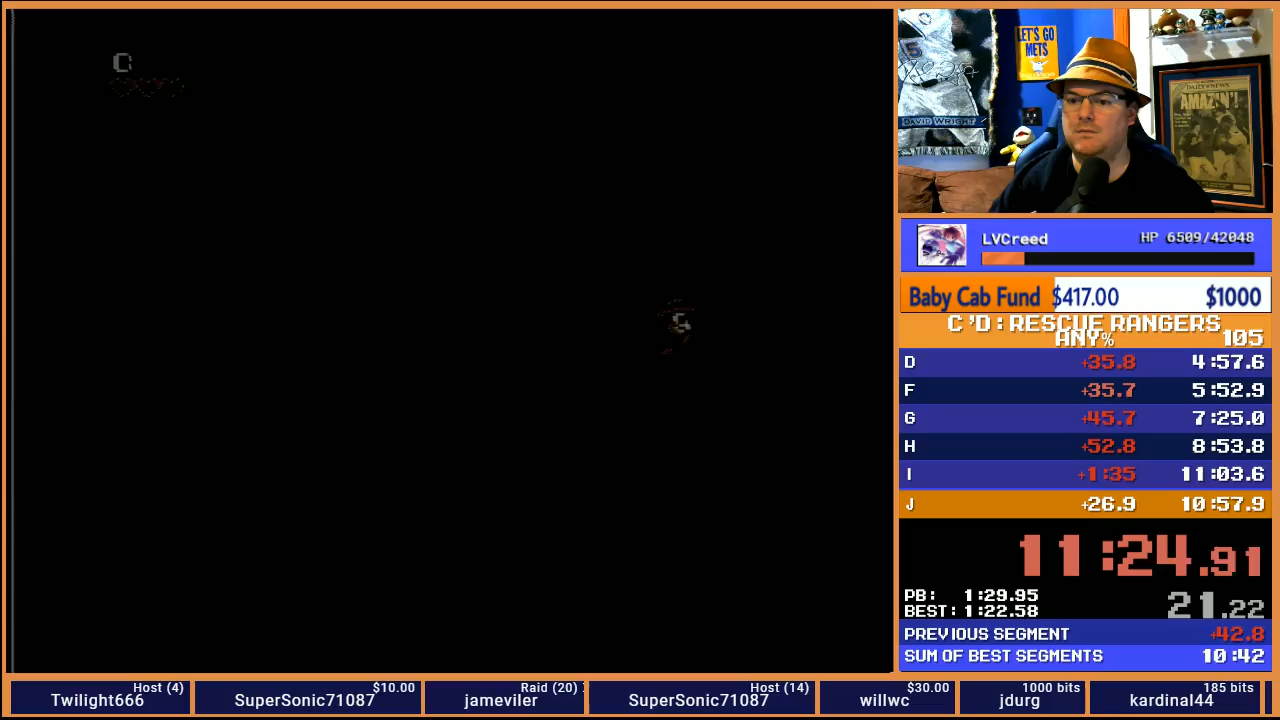 LET'S GO
METS
DAVID WRIGHT
DAILY NEWS
AMAZIN'!
LVCreed
HP 6509/42048
Baby Cab Fund $417.00 $1000
C'D: RESCUE RANGERS
ANY% 105
D +35.8 4:57.6
F +35.7 5:52.9
G +45.7 7:25.0
H +52.8 8:53.8
I +1:35 11:03.6
J +26.9 10:57.9
11:24.91
PB: 1:29.95
BEST: 1:22.58
21.22
PREVIOUS SEGMENT +42.8
SUM OF BEST SEGMENTS 10:42
Host (4)
Twilight666
$10.00
SuperSonic71087
Raid (20)
jameviler
Host (14)
SuperSonic71087
$30.00
willwc
1000 bits
jdurg
185 bits
kardinal44